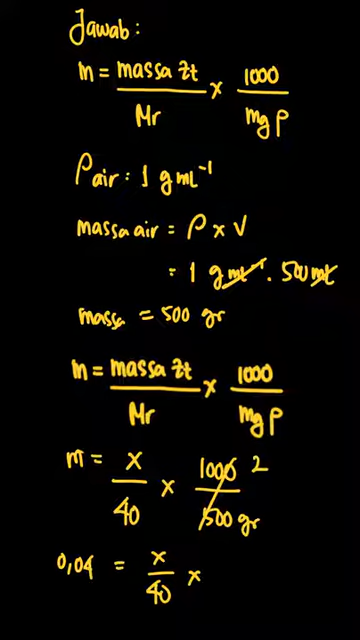 Jawab:
m = massa zt / Mr × 1000 / mg p
ρ air : 1 g mL⁻¹
massa air = ρ × V
= 1 g mL⁻¹ . 500 mL
massa = 500 gr
m = massa zt / Mr × 1000 / mg p
m = x / 40 × 1000 2 / 500 gr
0,04 = x / 40 ×